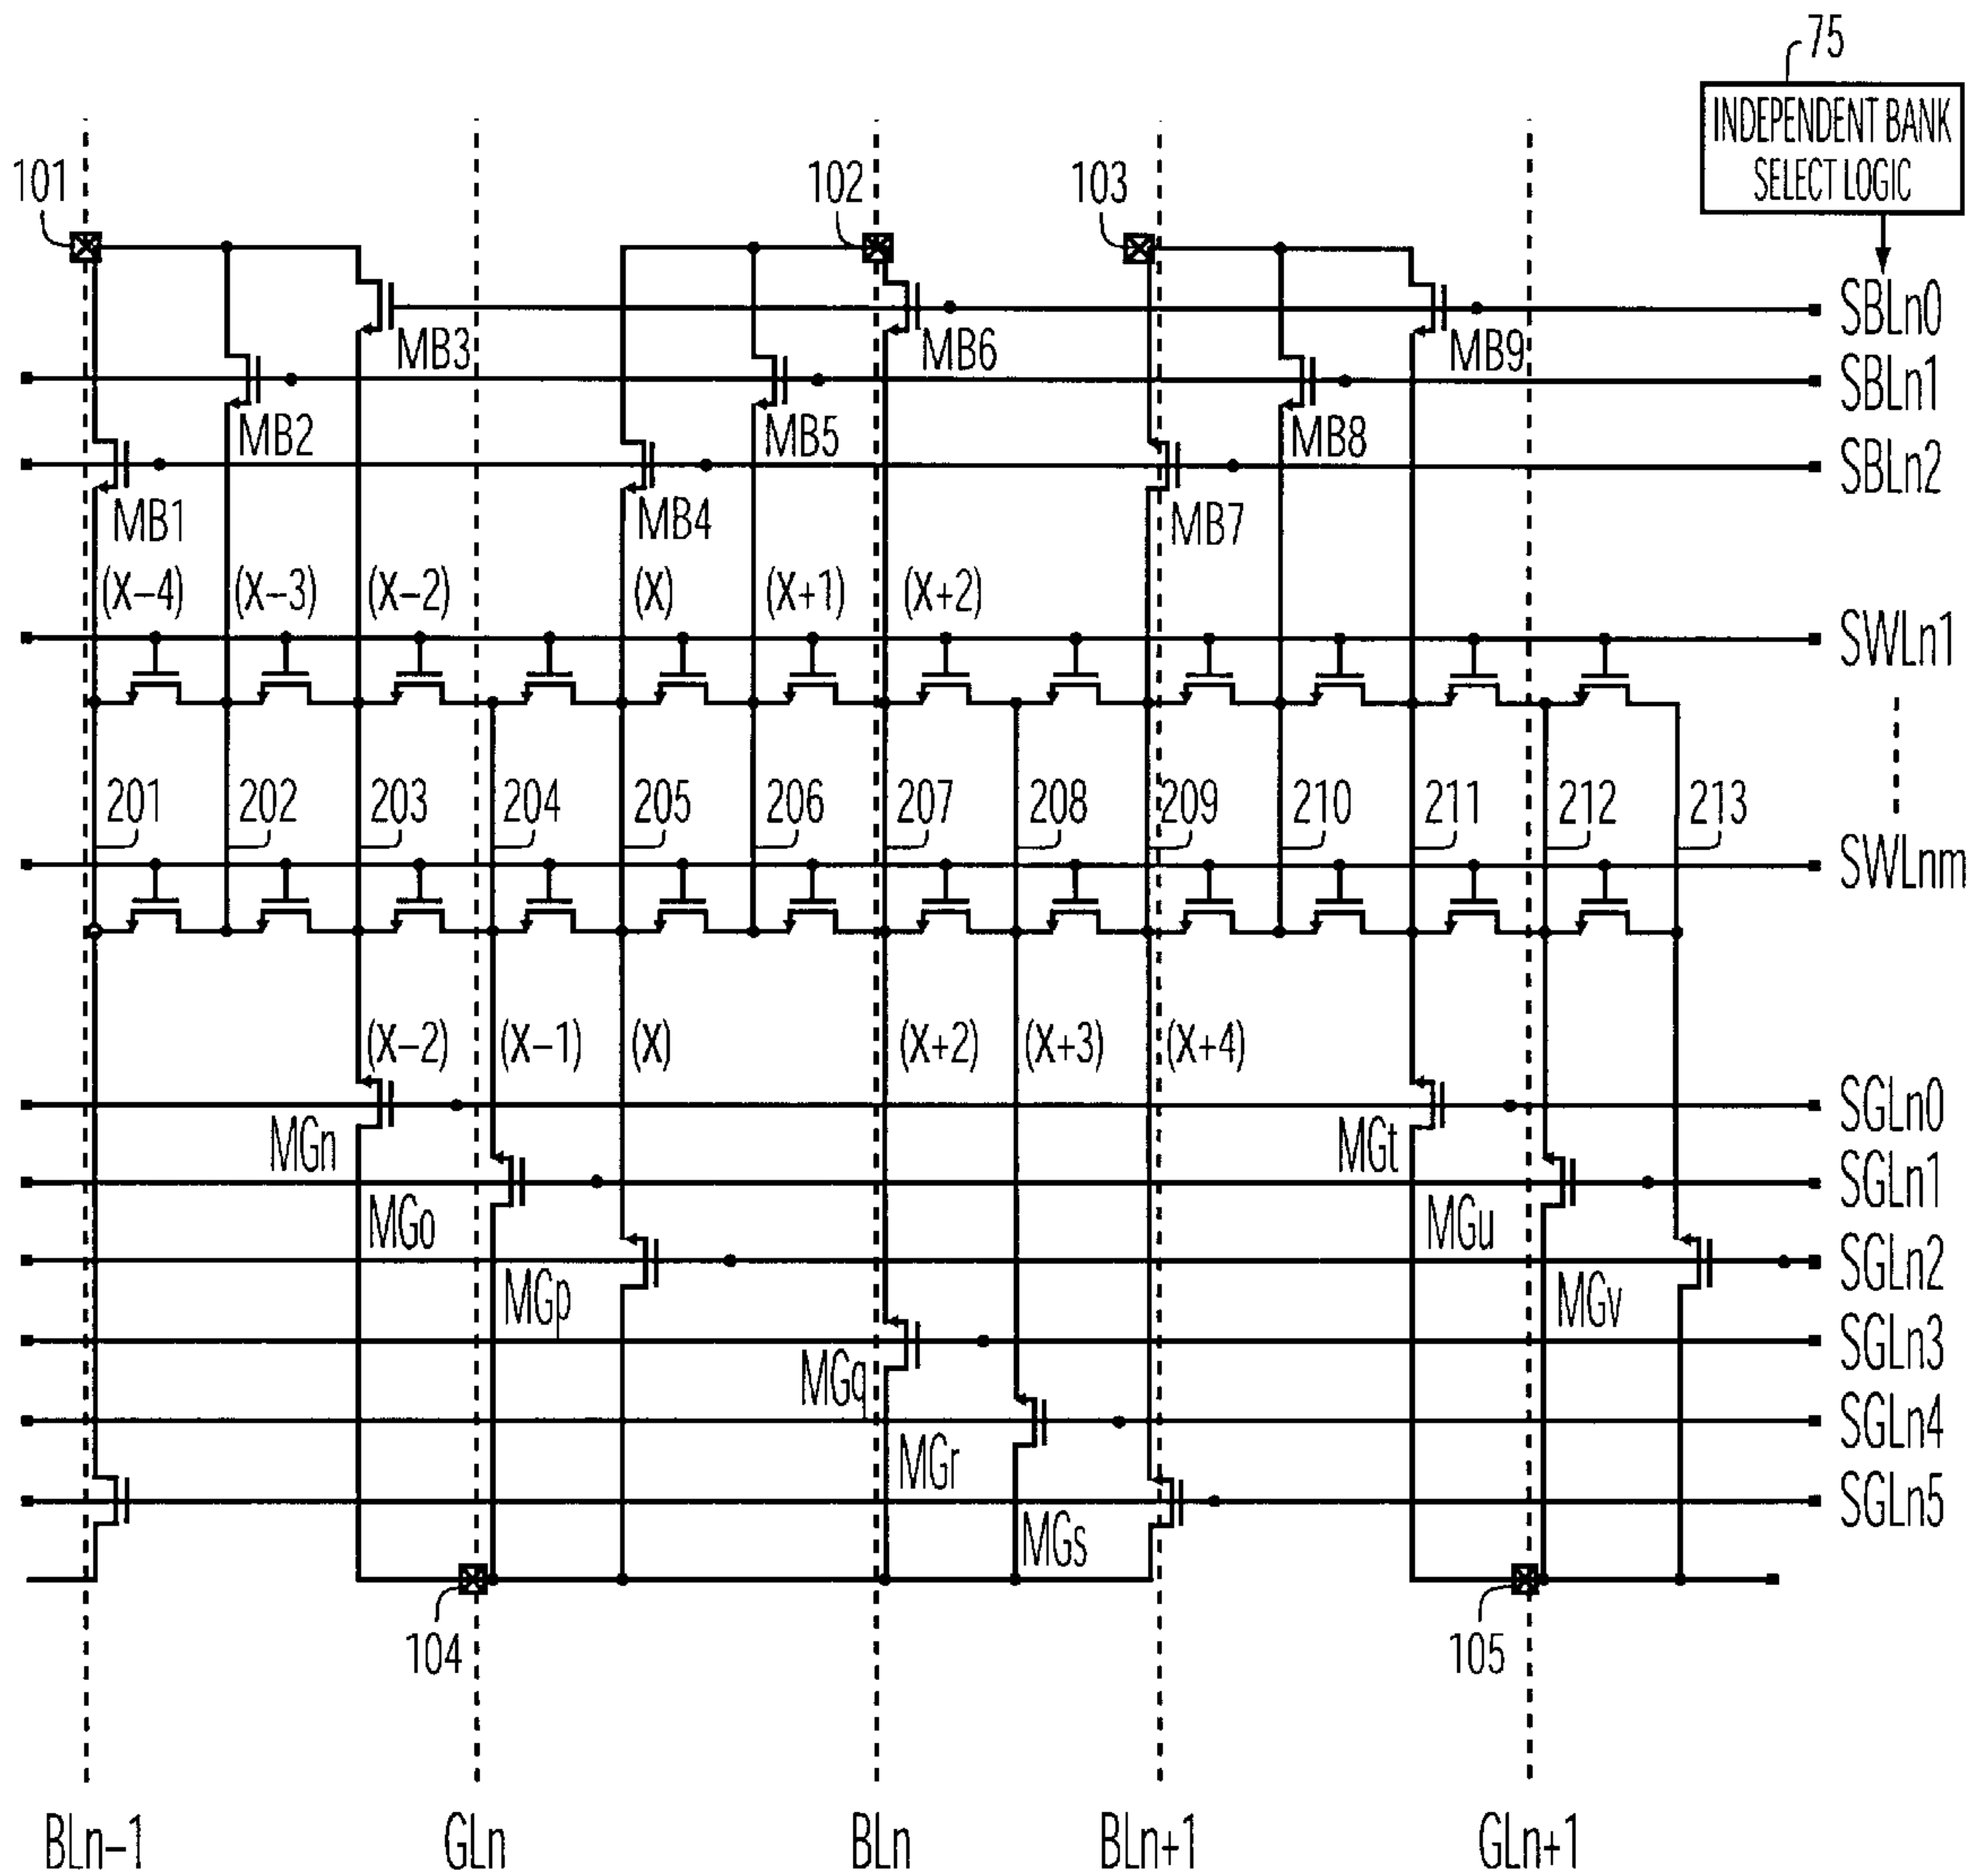 75
INDEPENDENT BANK
SELECT LOGIC
101
102
103
SBLn0
MB3
MB6
MB9
SBLn1
MB2
MB5
MB8
SBLn2
MB1
MB4
MB7
(X-4)
(X-3)
(X-2)
(X)
(X+1)
(X+2)
SWLn1
201
202
203
204
205
206
207
208
209
210
211
212
213
SWLnm
(X-2)
(X-1)
(X)
(X+2)
(X+3)
(X+4)
SGLn0
MGn
MGt
SGLn1
MGo
MGu
SGLn2
MGp
MGv
SGLn3
MGq
SGLn4
MGr
SGLn5
MGs
104
105
BLn-1
GLn
BLn
BLn+1
GLn+1